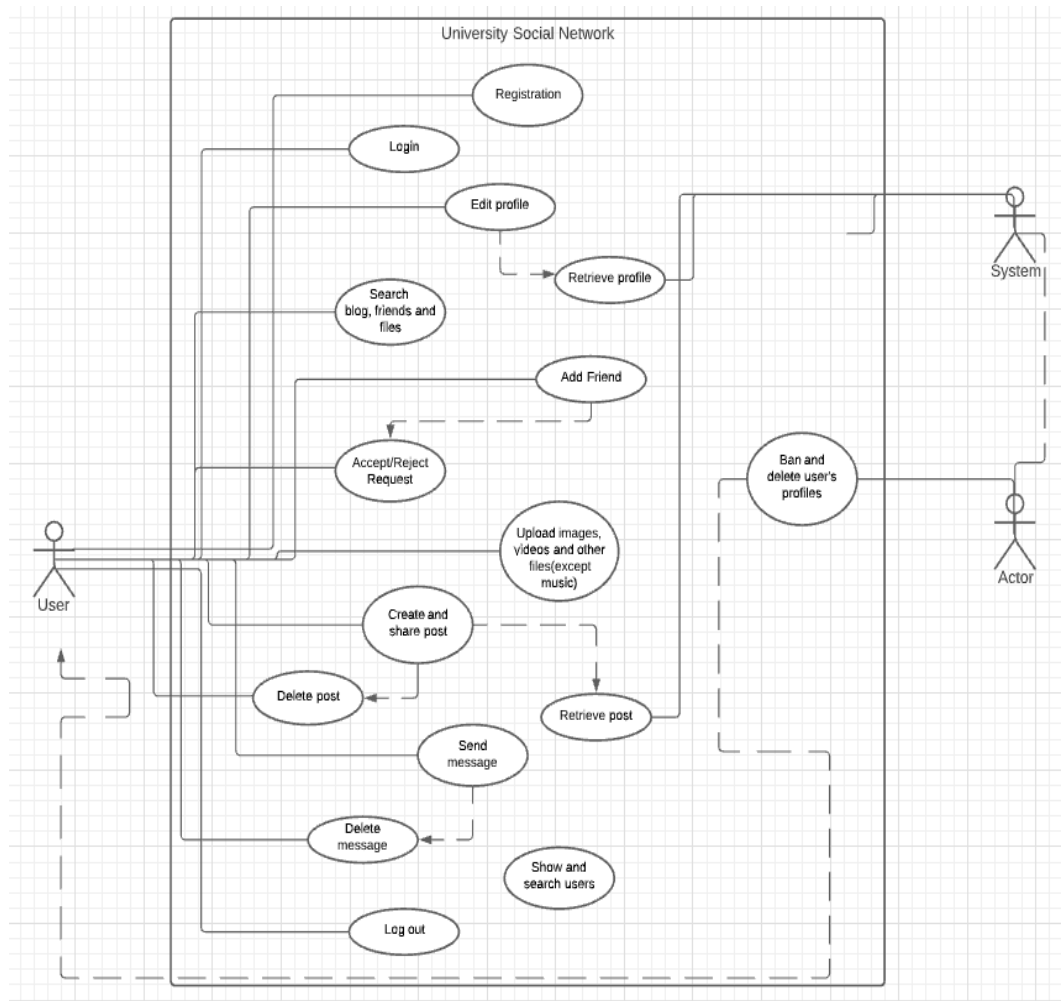 University Social Network
Registration
Login
Edit profile
Retrieve profile
System
Search
blog, friends and
files
Add Friend
Accept/Reject
Request
Ban and
delete user's
profiles
Upload images,
videos and other
files(except
music)
Actor
User
Create and
share post
Delete post
Retrieve post
Send
message
Delete
message
Show and
search users
Log out